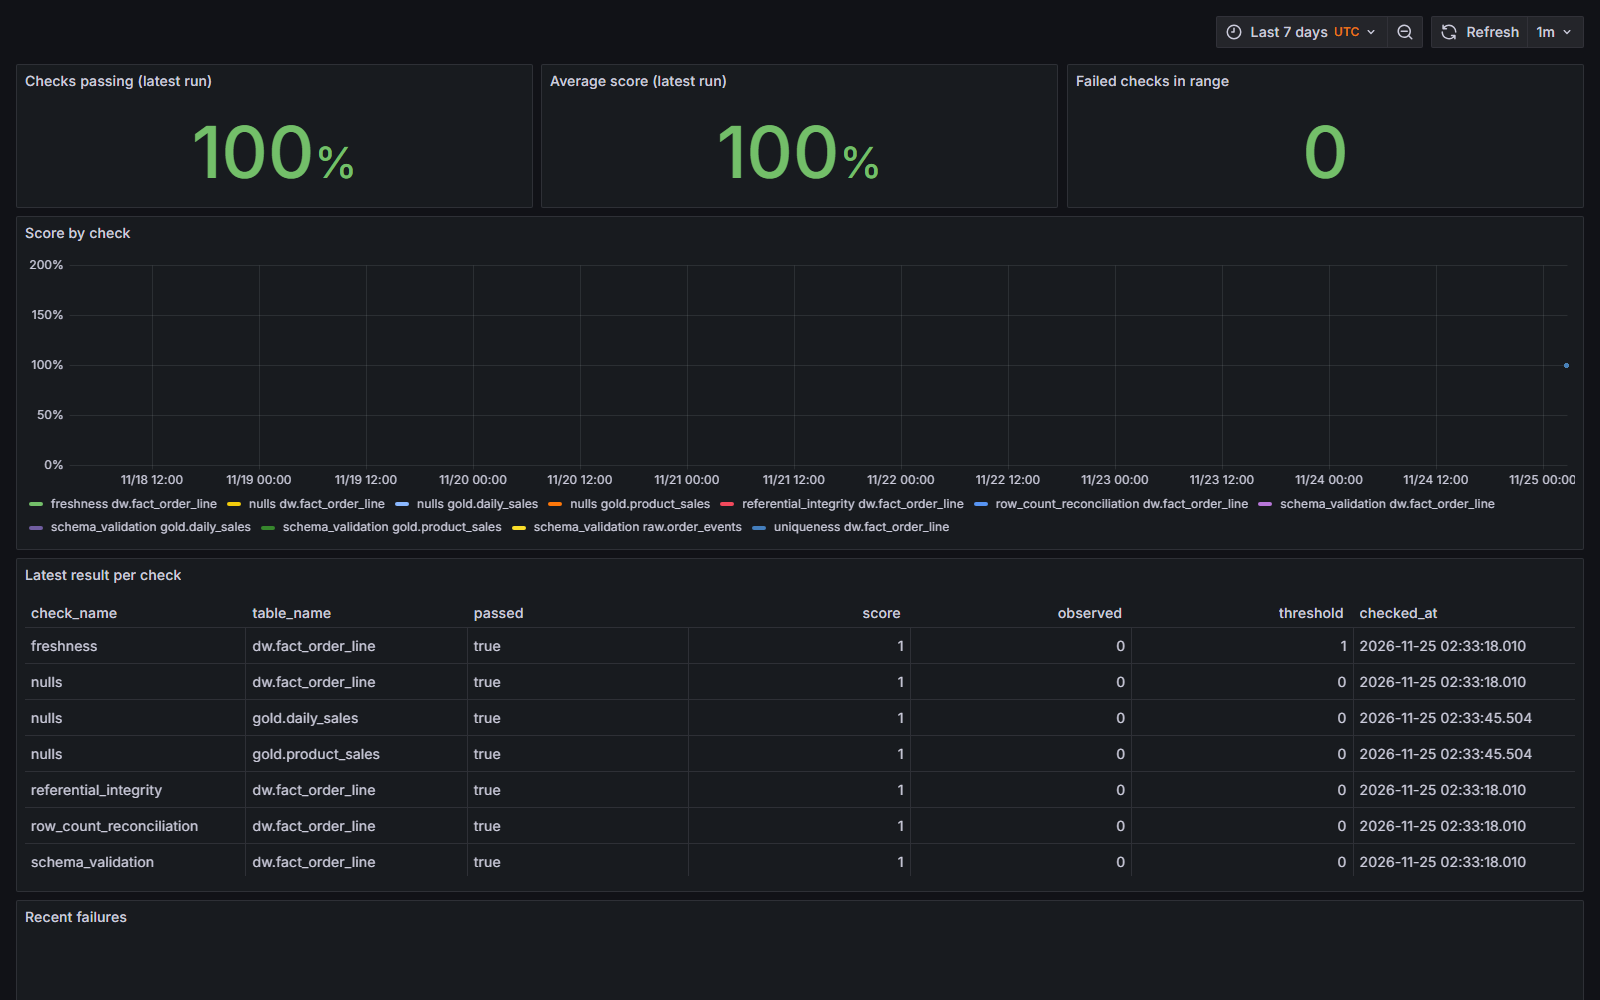 Last 7 days UTC Refresh 1m
Checks passing (latest run)
100%
Average score (latest run)
100%
Failed checks in range
0
Score by check
200%
150%
100%
50%
0%
11/18 12:00 11/19 00:00 11/19 12:00 11/20 00:00 11/20 12:00 11/21 00:00 11/21 12:00 11/22 00:00 11/22 12:00 11/23 00:00 11/23 12:00 11/24 00:00 11/24 12:00 11/25 00:00
freshness dw.fact_order_line nulls dw.fact_order_line nulls gold.daily_sales nulls gold.product_sales referential_integrity dw.fact_order_line row_count_reconciliation dw.fact_order_line schema_validation dw.fact_order_line
schema_validation gold.daily_sales schema_validation gold.product_sales schema_validation raw.order_events uniqueness dw.fact_order_line
Latest result per check
check_name table_name passed score observed threshold checked_at
freshness dw.fact_order_line true 1 0 1 2026-11-25 02:33:18.010
nulls dw.fact_order_line true 1 0 0 2026-11-25 02:33:18.010
nulls gold.daily_sales true 1 0 0 2026-11-25 02:33:45.504
nulls gold.product_sales true 1 0 0 2026-11-25 02:33:45.504
referential_integrity dw.fact_order_line true 1 0 0 2026-11-25 02:33:18.010
row_count_reconciliation dw.fact_order_line true 1 0 0 2026-11-25 02:33:18.010
schema_validation dw.fact_order_line true 1 0 0 2026-11-25 02:33:18.010
Recent failures